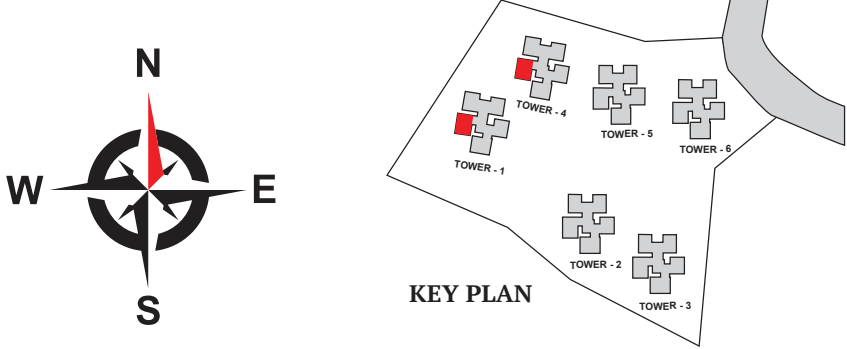 N
W
E
S
TOWER - 4
TOWER - 5
TOWER - 6
TOWER - 1
TOWER - 2
TOWER - 3
KEY PLAN